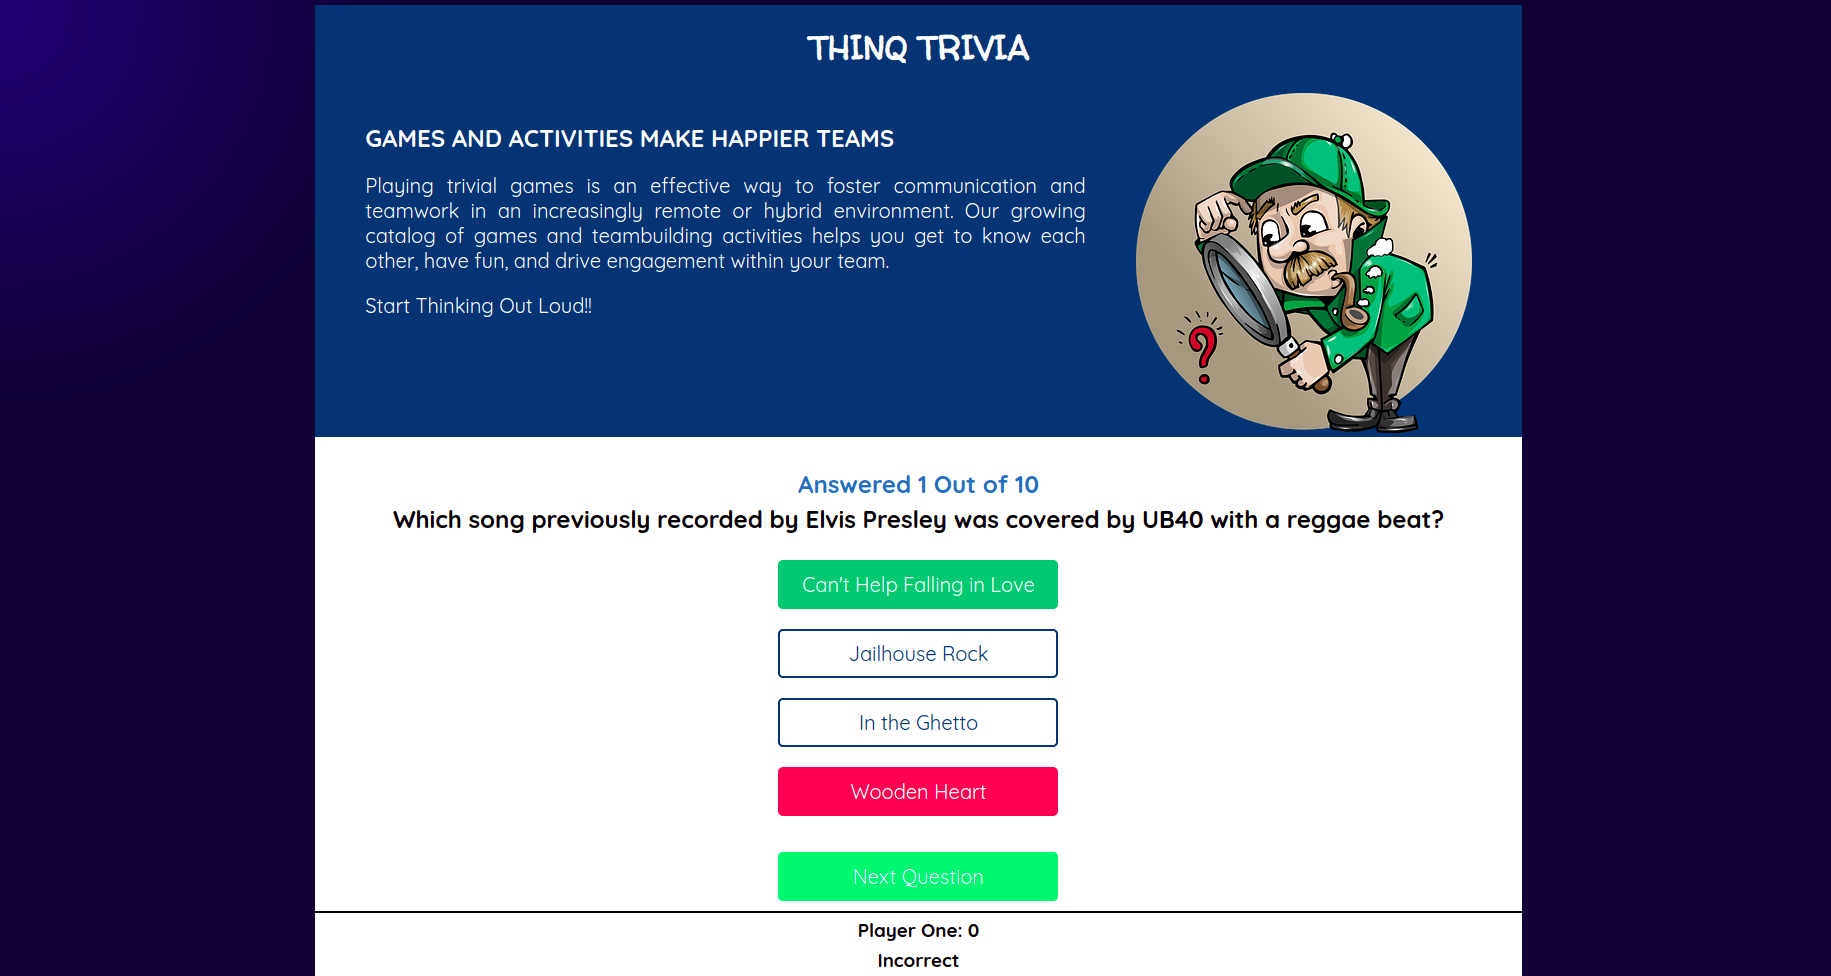 THINQ TRIVIA
GAMES AND ACTIVITIES MAKE HAPPIER TEAMS
Playing trivial games is an effective way to foster communication and
teamwork in an increasingly remote or hybrid environment. Our growing
catalog of games and teambuilding activities helps you get to know each
other, have fun, and drive engagement within your team.
Start Thinking Out Loud!!
?
Answered 1 Out of 10
Which song previously recorded by Elvis Presley was covered by UB40 with a reggae beat?
Can't Help Falling in Love
Jailhouse Rock
In the Ghetto
Wooden Heart
Next Question
Player One: 0
Incorrect